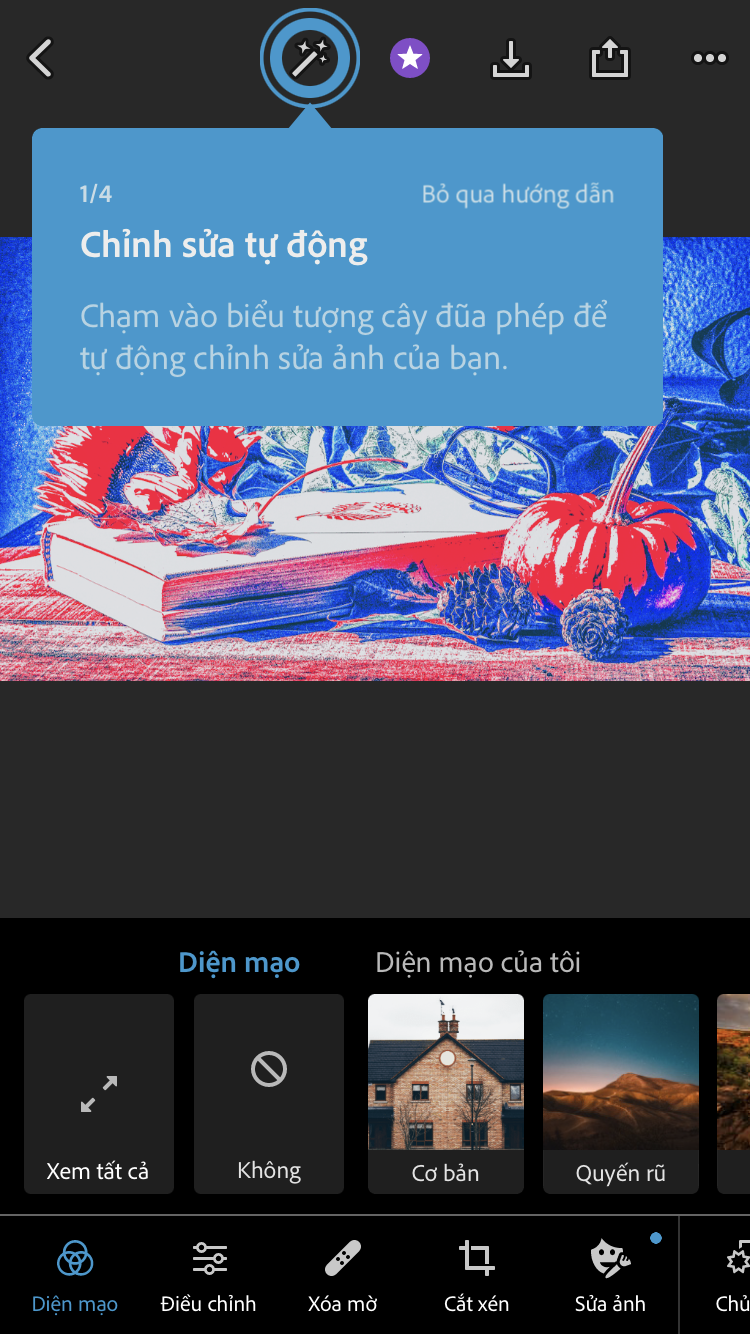 1/4
Bỏ qua hướng dẫn
Chỉnh sửa tự động
Chạm vào biểu tượng cây đũa phép để
tự động chỉnh sửa ảnh của bạn.
Diện mạo
Diện mạo của tôi
Xem tất cả
Không
Cơ bản
Quyến rũ
Diện mạo
Điều chỉnh
Xóa mờ
Cắt xén
Sửa ảnh